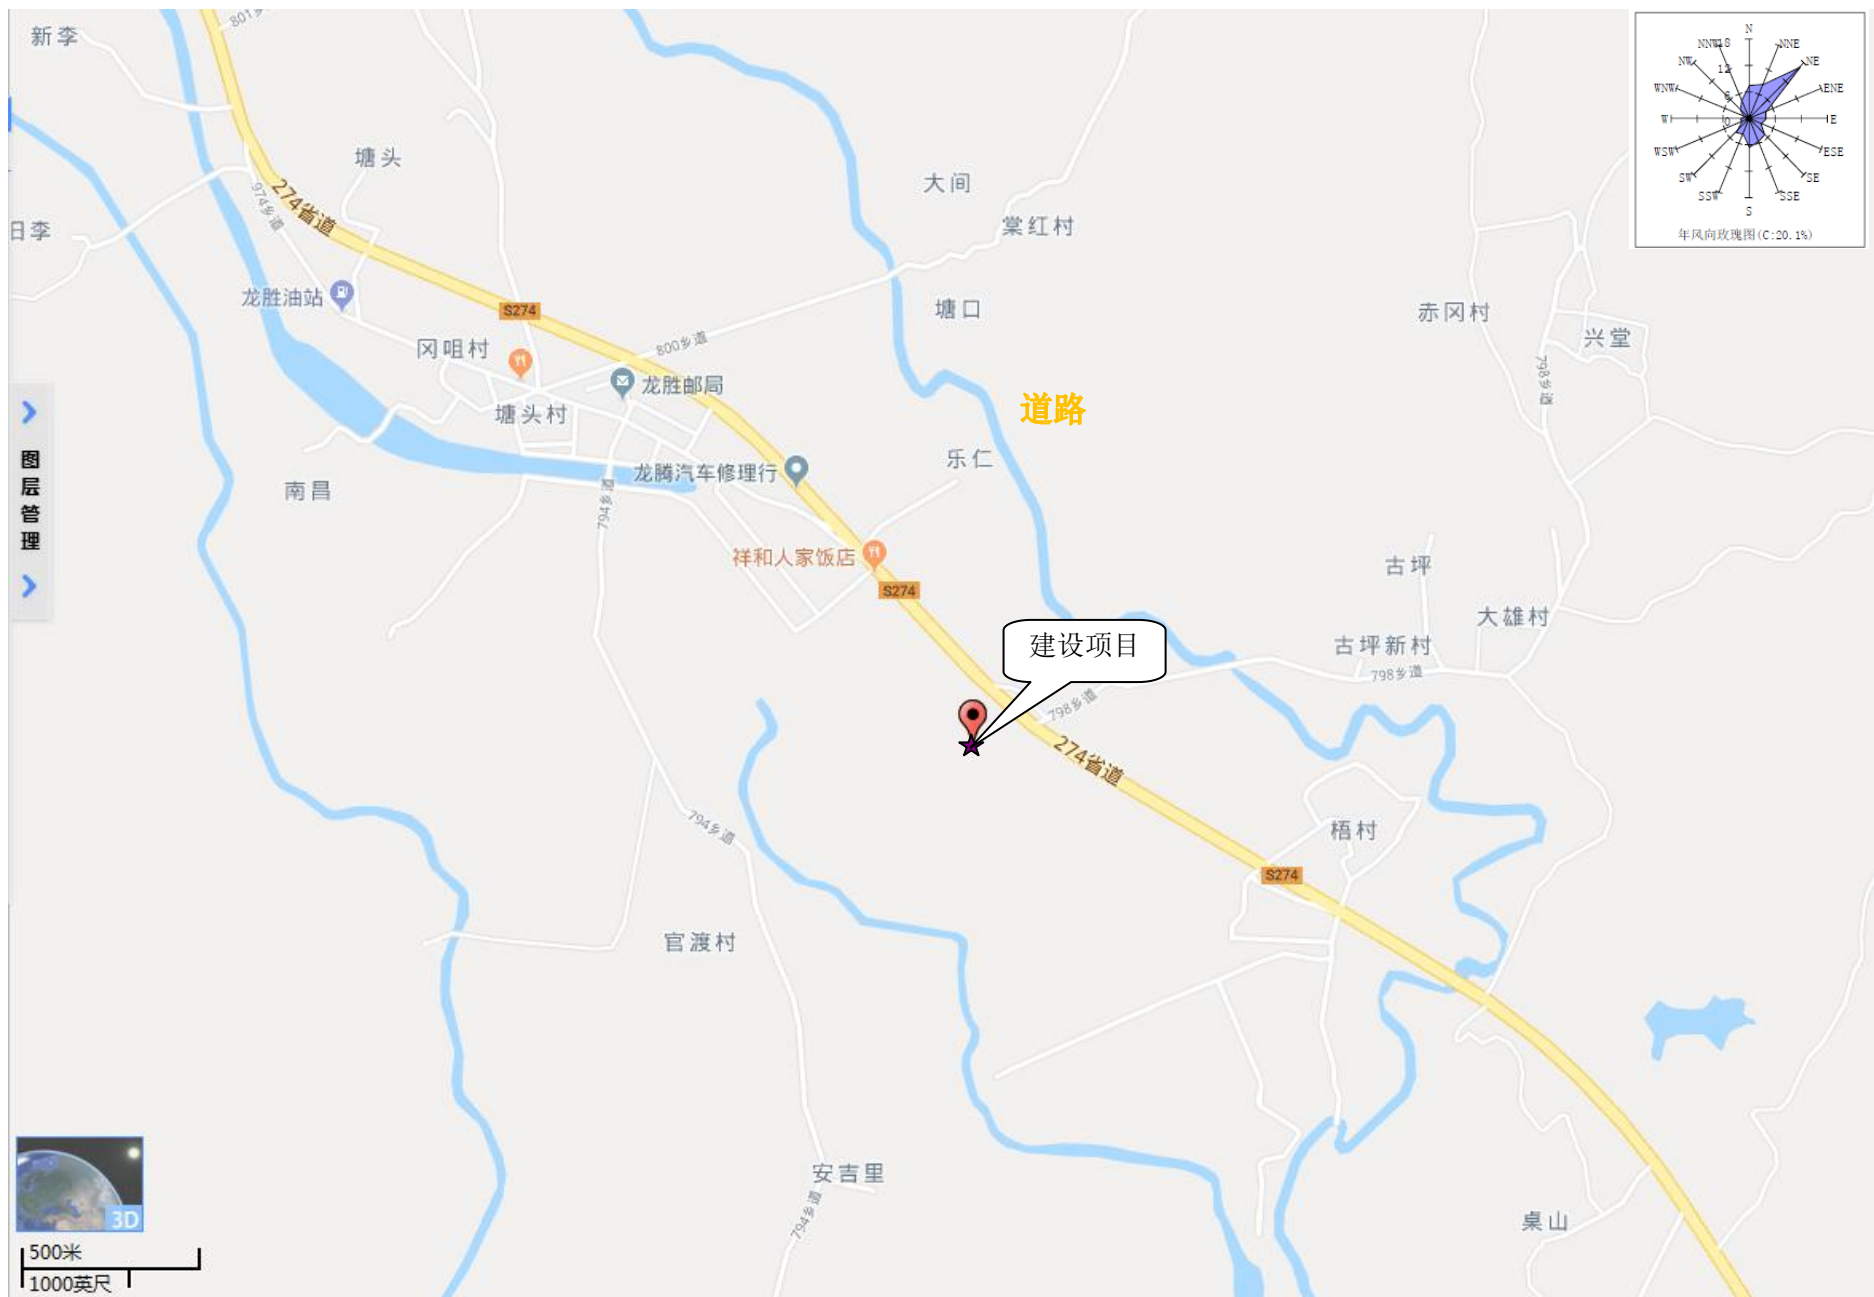 新李
801乡
N
NNW
18
NNE
NW
12
NE
WNW
6
ENE
W
0
E
WSW
ESE
SW
SE
SSW
SSE
S
年风向玫瑰图(C:20.1%)
塘头
大间
974乡道
274省道
棠红村
旧李
龙胜油站
S274
塘口
赤冈村
兴堂
冈咀村
800乡道
798乡道
龙胜邮局
道路
塘头村
图层管理
乐仁
龙腾汽车修理行
南昌
794乡道
祥和人家饭店
古坪
S274
大雄村
建设项目
古坪新村
798乡道
798乡道
274省道
794乡道
梧村
S274
官渡村
安吉里
794乡道
3D
桌山
500米
1000英尺